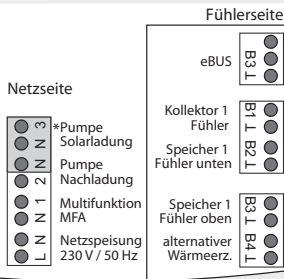 Fühlerseite
eBUS
B3
T
Netzseite
Kollektor 1
Fühler
B1
T
Speicher 1
Fühler unten
B2
T
3
N
*Pumpe
Solarladung
N
2
Pumpe
Nachladung
1
N
Multifunktion
MFA
N
L
Netzspeisung
230 V / 50 Hz
Speicher 1
Fühler oben
B3
T
alternativer
Wärmeerz.
B4
T